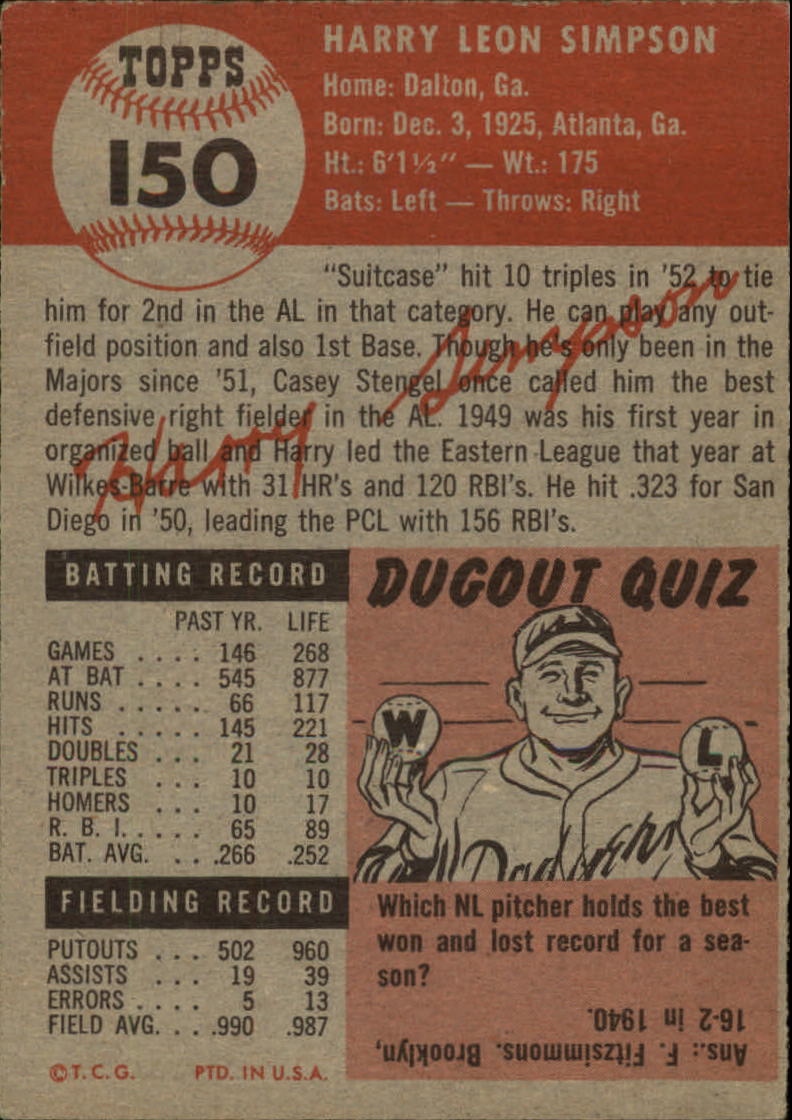 TOPPS
150
HARRY LEON SIMPSON
Home: Dalton, Ga.
Born: Dec. 3, 1925, Atlanta, Ga.
Ht.: 6'1½" — Wt.: 175
Bats: Left — Throws: Right
"Suitcase" hit 10 triples in '52 to tie
him for 2nd in the AL in that category. He can play any out-
field position and also 1st Base. Though he's only been in the
Majors since '51, Casey Stengel once called him the best
defensive right fielder in the AL. 1949 was his first year in
organized ball and Harry led the Eastern League that year at
Wilkes-Barre with 31 HR's and 120 RBI's. He hit .323 for San
Diego in '50, leading the PCL with 156 RBI's.
Harry Simpson
BATTING RECORD
PAST YR. LIFE
GAMES . . . . 146 268
AT BAT . . . . 545 877
RUNS . . . . . . 66 117
HITS . . . . . 145 221
DOUBLES . . . 21 28
TRIPLES . . . 10 10
HOMERS . . . 10 17
R. B. I. . . . . . 65 89
BAT. AVG. . . . .266 .252
FIELDING RECORD
PUTOUTS . . . 502 960
ASSISTS . . . 19 39
ERRORS . . . . 5 13
FIELD AVG. . . . .990 .987
©T.C.G. PTD. IN U.S.A.
DUGOUT QUIZ
W
L
Dodgers
Which NL pitcher holds the best
won and lost record for a sea-
son?
Ans.: F. Fitzsimmons. Brooklyn,
16-2 in 1940.